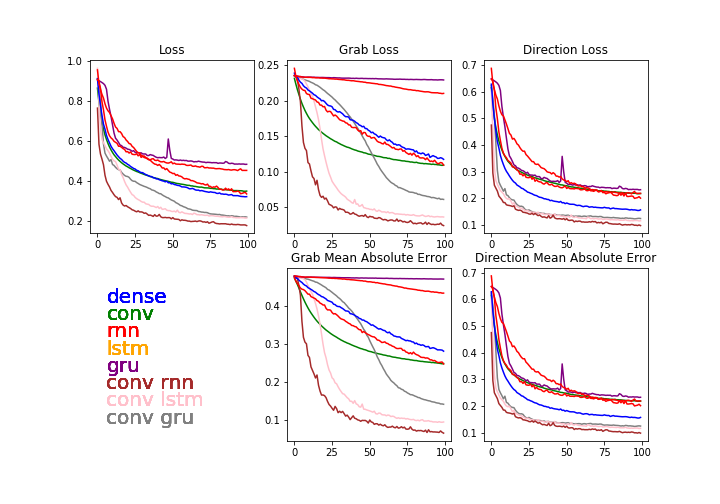 Loss
1.0
0.8
0.6
0.4
0.2
0 25 50 75 100
Grab Loss
0.25
0.20
0.15
0.10
0.05
0 25 50 75 100
Direction Loss
0.7
0.6
0.5
0.4
0.3
0.2
0.1
0 25 50 75 100
Grab Mean Absolute Error
0.4
0.3
0.2
0.1
0 25 50 75 100
Direction Mean Absolute Error
0.7
0.6
0.5
0.4
0.3
0.2
0.1
0 25 50 75 100
dense
conv
rnn
lstm
gru
conv rnn
conv lstm
conv gru